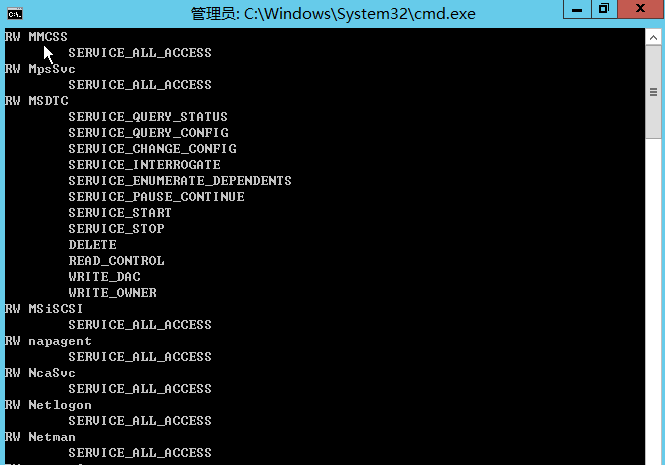 管理员: C:\Windows\System32\cmd.exe
RW MMCSS
SERVICE_ALL_ACCESS
RW MpsSvc
SERVICE_ALL_ACCESS
RW MSDTC
SERVICE_QUERY_STATUS
SERVICE_QUERY_CONFIG
SERVICE_CHANGE_CONFIG
SERVICE_INTERROGATE
SERVICE_ENUMERATE_DEPENDENTS
SERVICE_PAUSE_CONTINUE
SERVICE_START
SERVICE_STOP
DELETE
READ_CONTROL
WRITE_DAC
WRITE_OWNER
RW MSiSCSI
SERVICE_ALL_ACCESS
RW napagent
SERVICE_ALL_ACCESS
RW NcaSvc
SERVICE_ALL_ACCESS
RW Netlogon
SERVICE_ALL_ACCESS
RW Netman
SERVICE_ALL_ACCESS